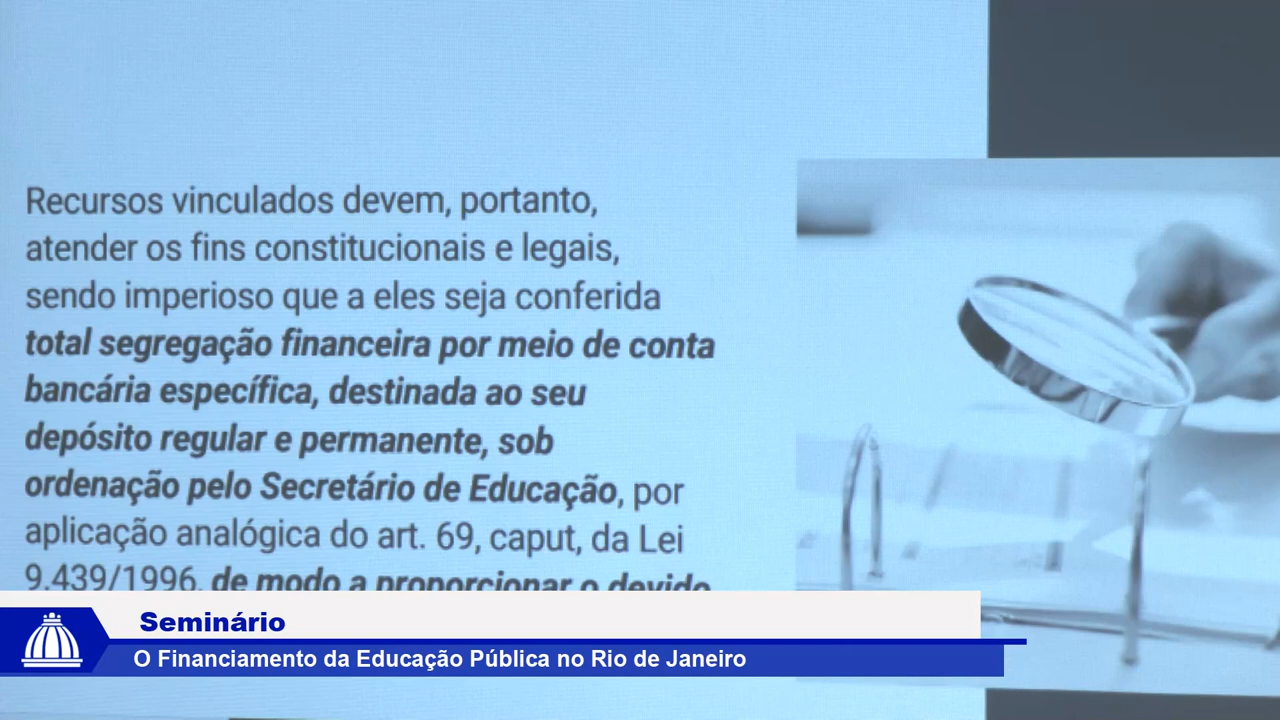 Recursos vinculados devem, portanto,
atender os fins constitucionais e legais,
sendo imperioso que a eles seja conferida
total segregação financeira por meio de conta
bancária específica, destinada ao seu
depósito regular e permanente, sob
ordenação pelo Secretário de Educação, por
aplicação analógica do art. 69, caput, da Lei
9.439/1996, de modo a proporcionar o devido
Seminário
O Financiamento da Educação Pública no Rio de Janeiro